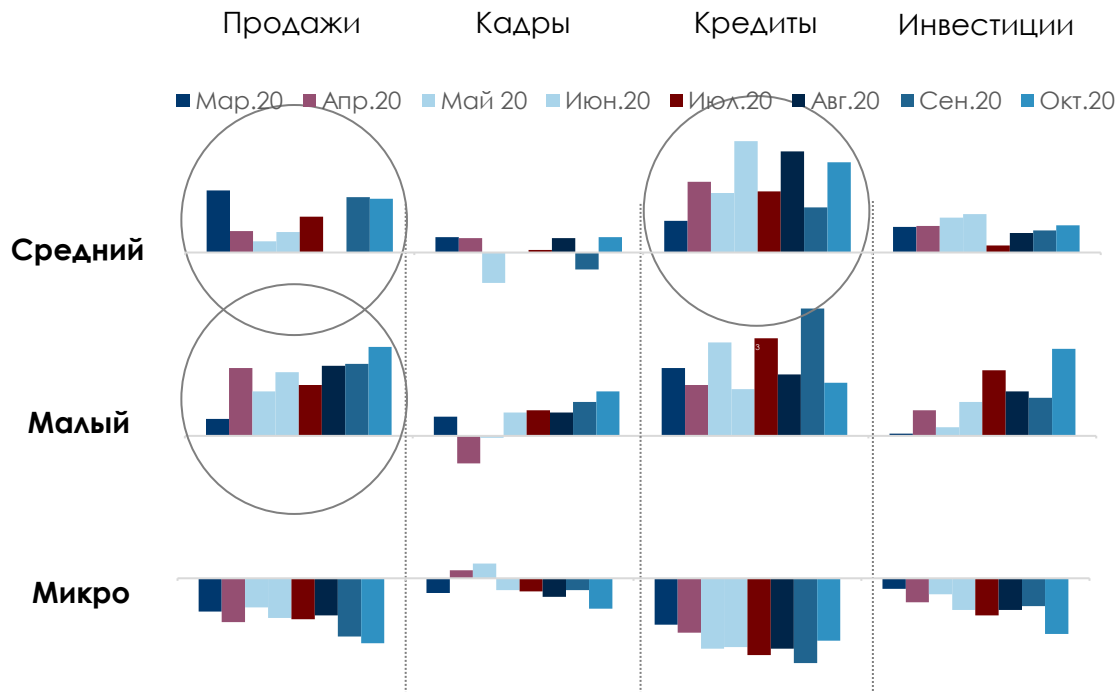 Продажи Кадры Кредиты Инвестиции
Мар.20 Апр.20 Май 20 Июн.20 Июл.20 Авг.20 Сен.20 Окт.20
Средний
3
Малый
Микро